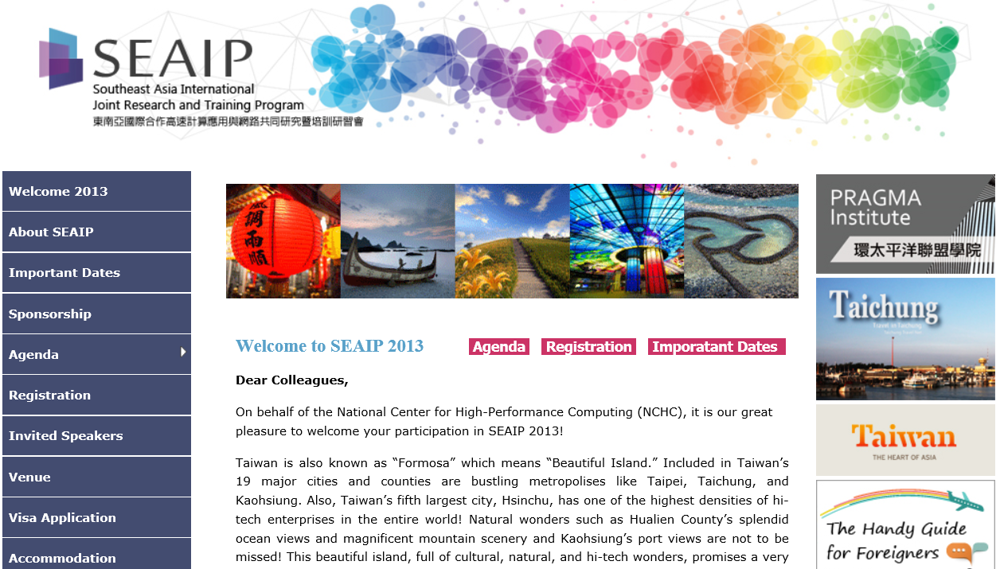 SEAIP
Southeast Asia International
Joint Research and Training Program
東南亞國際合作高速計算應用與網路共同研究暨培訓研習會
Welcome 2013
About SEAIP
Important Dates
Sponsorship
Agenda
Registration
Invited Speakers
Venue
Visa Application
Accommodation
風調雨順
Welcome to SEAIP 2013
Agenda
Registration
Imporatant Dates
Dear Colleagues,
On behalf of the National Center for High-Performance Computing (NCHC), it is our great
pleasure to welcome your participation in SEAIP 2013!
Taiwan is also known as “Formosa” which means “Beautiful Island.” Included in Taiwan’s
19 major cities and counties are bustling metropolises like Taipei, Taichung, and
Kaohsiung. Also, Taiwan’s fifth largest city, Hsinchu, has one of the highest densities of hi-
tech enterprises in the entire world! Natural wonders such as Hualien County’s splendid
ocean views and magnificent mountain scenery and Kaohsiung’s port views are not to be
missed! This beautiful island, full of cultural, natural, and hi-tech wonders, promises a very
PRAGMA
Institute
環太平洋聯盟學院
Taichung
Travel in Taichung
Taiwan
THE HEART OF ASIA
The Handy Guide
for Foreigners